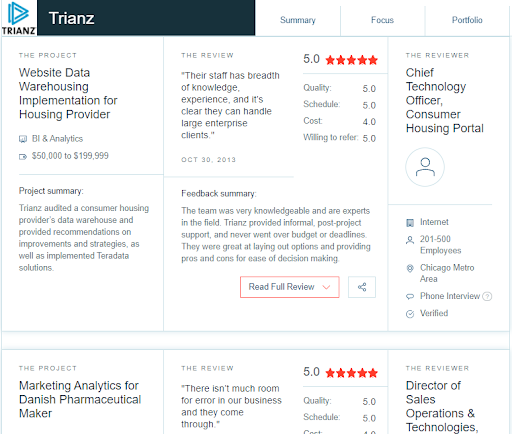 TRIANZ
Trianz
Summary
Focus
Portfolio
THE PROJECT
Website Data
Warehousing
Implementation for
Housing Provider
BI & Analytics
$50,000 to $199,999
Project summary:
Trianz audited a consumer housing
provider's data warehouse and
provided recommendations on
improvements and strategies, as
well as implemented Teradata
solutions.
THE REVIEW
"Their staff has breadth
of knowledge,
experience, and it's
clear they can handle
large enterprise
clients."
OCT 30, 2013
5.0
Quality: 5.0
Schedule: 5.0
Cost: 4.0
Willing to refer: 5.0
Feedback summary:
The team was very knowledgeable and are experts
in the field. Trianz provided informal, post-project
support, and never went over budget or deadlines.
They were great at laying out options and providing
pros and cons for ease of decision making.
Read Full Review
THE REVIEWER
Chief
Technology
Officer,
Consumer
Housing Portal
Internet
201-500
Employees
Chicago Metro
Area
Phone Interview ?
Verified
THE PROJECT
Marketing Analytics for
Danish Pharmaceutical
Maker
THE REVIEW
"There isn't much room
for error in our business
and they come
through."
5.0
Quality: 5.0
Schedule: 5.0
Cost: 4.0
THE REVIEWER
Director of
Sales
Operations &
Technologies,